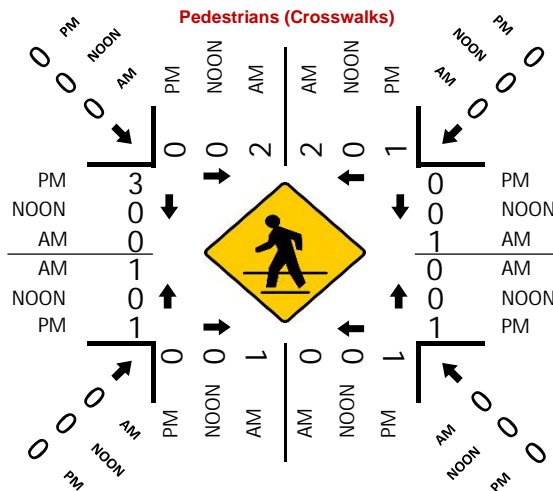 Pedestrians (Crosswalks)
PM NOON AM
0 0 0
PM NOON AM AM NOON PM
0 0 2 2 0 1
PM NOON AM
0 0 0
PM 3 0 PM
NOON 0 0 NOON
AM 0 1 AM
AM 1 0 AM
NOON 0 0 NOON
PM 1 1 PM
0 0 1 0 0 1
PM NOON AM AM NOON PM
0 0 0
AM NOON PM
0 0 0
AM NOON PM